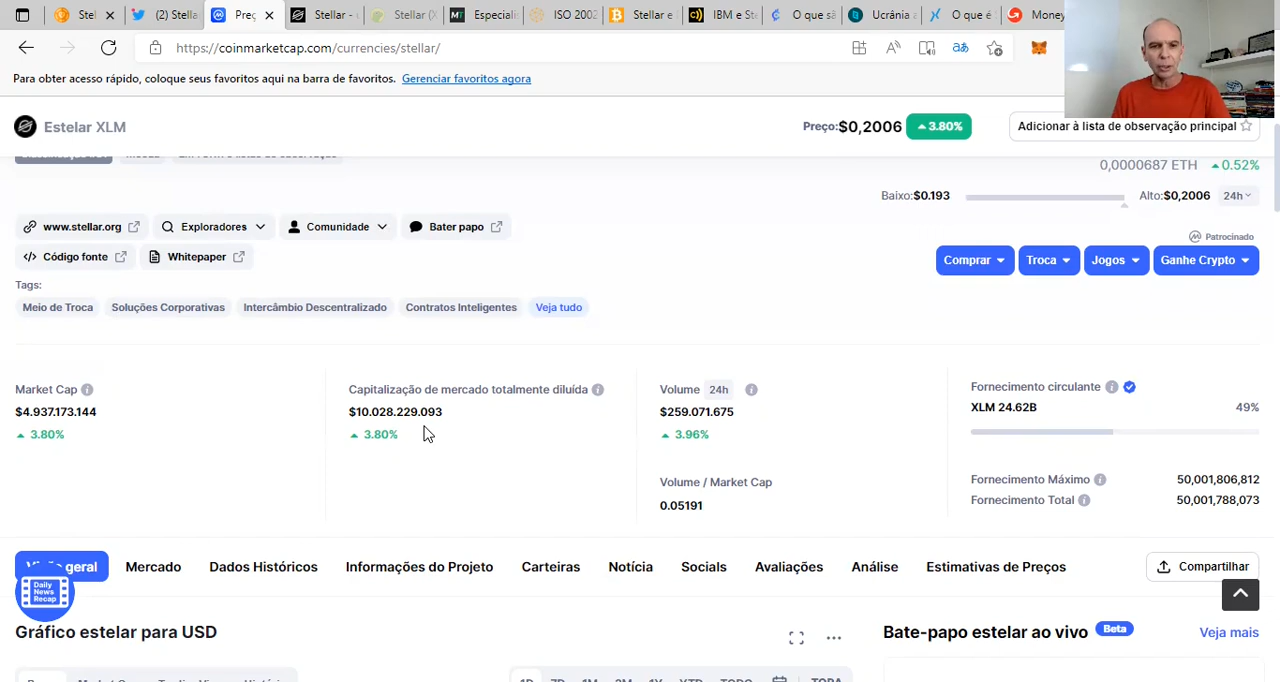 Stel
(2) Stella
Preç
Stellar -
Stellar (X
Especialis
ISO 2002
Stellar e
IBM e Ste
O que sã
Ucrânia a
O que é
Money
https://coinmarketcap.com/currencies/stellar/
Para obter acesso rápido, coloque seus favoritos aqui na barra de favoritos. Gerenciar favoritos agora
Estelar XLM
Preço:$0,2006 3.80%
Adicionar à lista de observação principal
0,0000687 ETH 0.52%
Baixo:$0.193 Alto:$0,2006 24h
www.stellar.org Exploradores Comunidade Bater papo
Patrocinado
Código fonte Whitepaper
Comprar Troca Jogos Ganhe Crypto
Tags:
Meio de Troca Soluções Corporativas Intercâmbio Descentralizado Contratos Inteligentes Veja tudo
Market Cap
$4.937.173.144
3.80%
Capitalização de mercado totalmente diluída
$10.028.229.093
3.80%
Volume 24h
$259.071.675
3.96%
Volume / Market Cap
0.05191
Fornecimento circulante
XLM 24.62B 49%
Fornecimento Máximo 50,001,806,812
Fornecimento Total 50,001,788,073
geral Mercado Dados Históricos Informações do Projeto Carteiras Notícia Socials Avaliações Análise Estimativas de Preços
Compartilhar
Daily
News
Recap
Gráfico estelar para USD
Bate-papo estelar ao vivo Beta
Veja mais